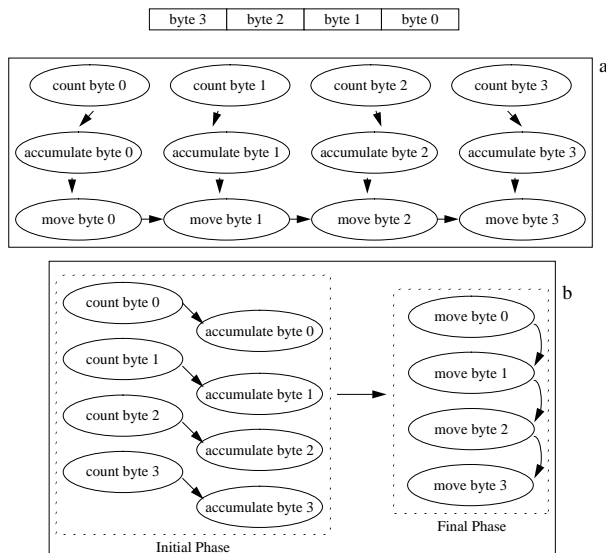 byte 3 byte 2 byte 1 byte 0
a
count byte 0 count byte 1 count byte 2 count byte 3
accumulate byte 0 accumulate byte 1 accumulate byte 2 accumulate byte 3
move byte 0 move byte 1 move byte 2 move byte 3
b
count byte 0
accumulate byte 0
count byte 1
accumulate byte 1
count byte 2
accumulate byte 2
count byte 3
accumulate byte 3
Initial Phase
move byte 0
move byte 1
move byte 2
move byte 3
Final Phase